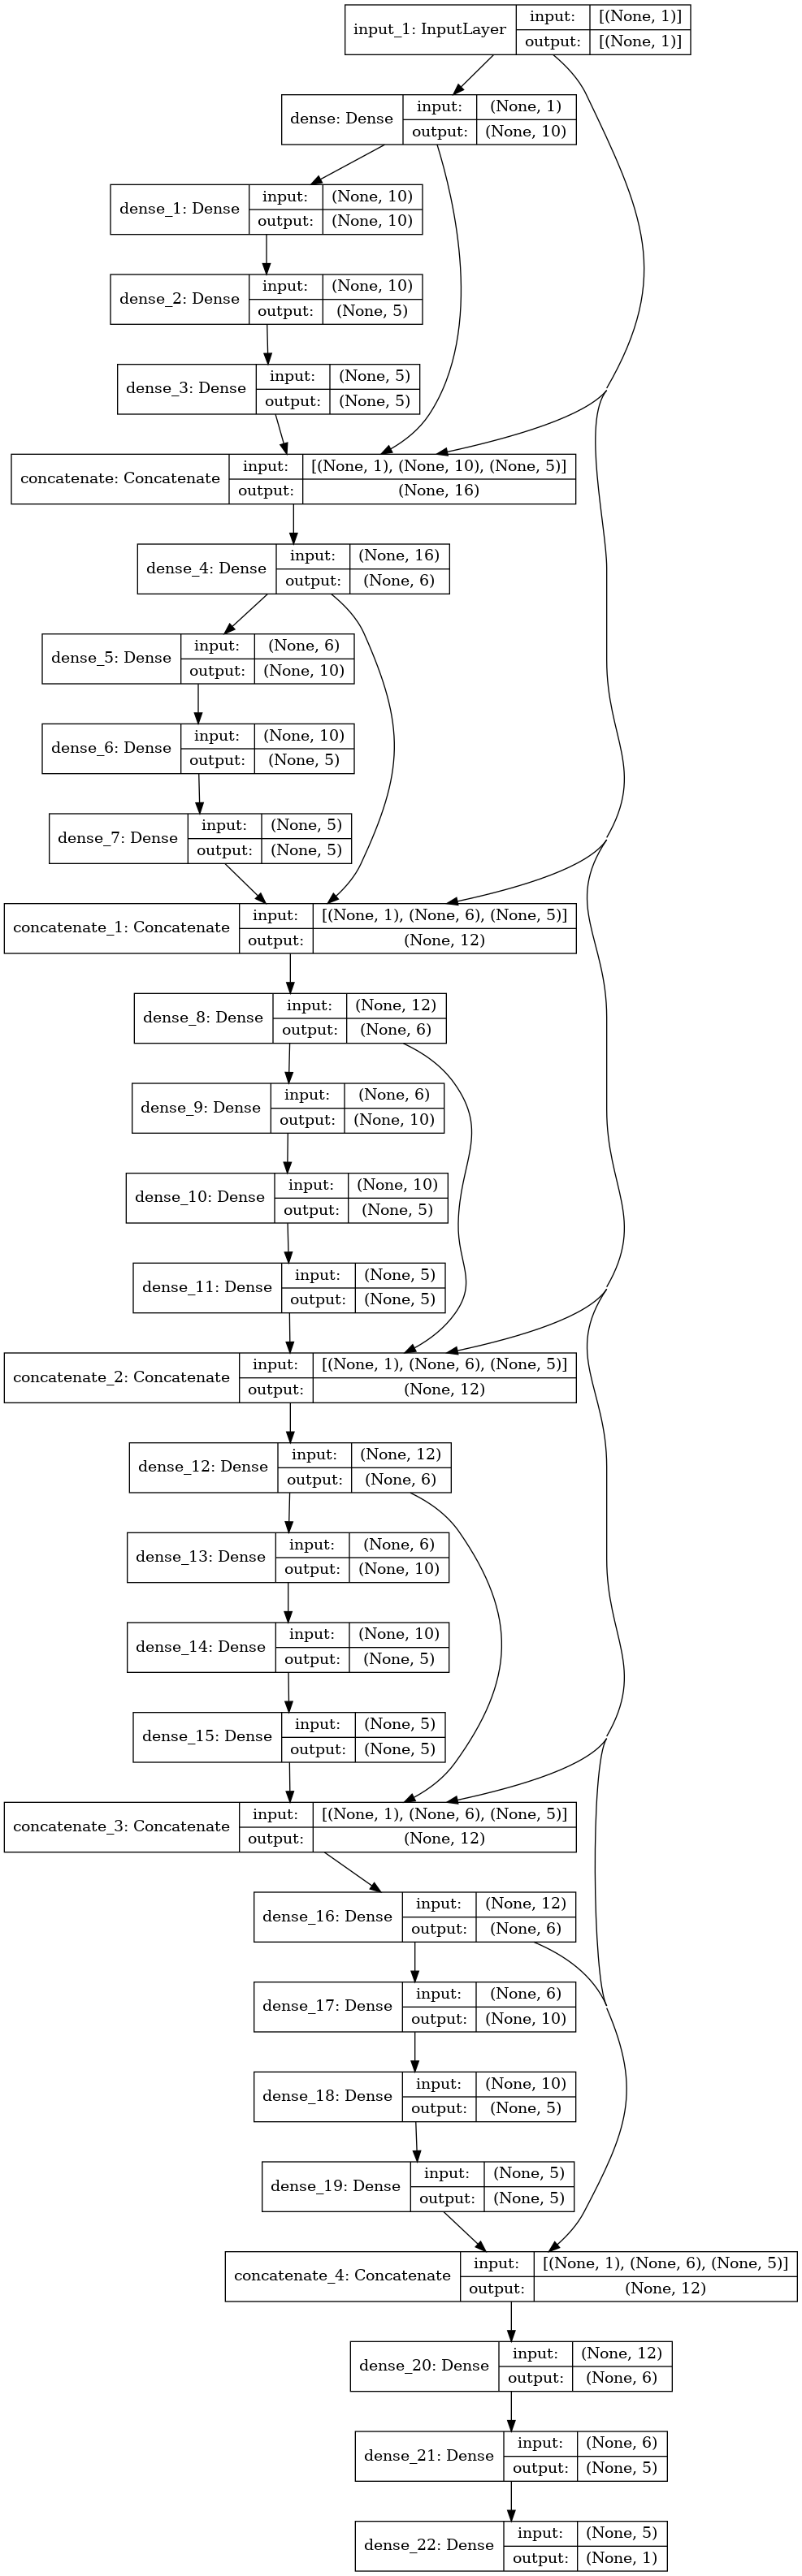 input_1: InputLayer
input: [(None, 1)]
output: [(None, 1)]
dense: Dense
input: (None, 1)
output: (None, 10)
dense_1: Dense
input: (None, 10)
output: (None, 10)
dense_2: Dense
input: (None, 10)
output: (None, 5)
dense_3: Dense
input: (None, 5)
output: (None, 5)
concatenate: Concatenate
input: [(None, 1), (None, 10), (None, 5)]
output: (None, 16)
dense_4: Dense
input: (None, 16)
output: (None, 6)
dense_5: Dense
input: (None, 6)
output: (None, 10)
dense_6: Dense
input: (None, 10)
output: (None, 5)
dense_7: Dense
input: (None, 5)
output: (None, 5)
concatenate_1: Concatenate
input: [(None, 1), (None, 6), (None, 5)]
output: (None, 12)
dense_8: Dense
input: (None, 12)
output: (None, 6)
dense_9: Dense
input: (None, 6)
output: (None, 10)
dense_10: Dense
input: (None, 10)
output: (None, 5)
dense_11: Dense
input: (None, 5)
output: (None, 5)
concatenate_2: Concatenate
input: [(None, 1), (None, 6), (None, 5)]
output: (None, 12)
dense_12: Dense
input: (None, 12)
output: (None, 6)
dense_13: Dense
input: (None, 6)
output: (None, 10)
dense_14: Dense
input: (None, 10)
output: (None, 5)
dense_15: Dense
input: (None, 5)
output: (None, 5)
concatenate_3: Concatenate
input: [(None, 1), (None, 6), (None, 5)]
output: (None, 12)
dense_16: Dense
input: (None, 12)
output: (None, 6)
dense_17: Dense
input: (None, 6)
output: (None, 10)
dense_18: Dense
input: (None, 10)
output: (None, 5)
dense_19: Dense
input: (None, 5)
output: (None, 5)
concatenate_4: Concatenate
input: [(None, 1), (None, 6), (None, 5)]
output: (None, 12)
dense_20: Dense
input: (None, 12)
output: (None, 6)
dense_21: Dense
input: (None, 6)
output: (None, 5)
dense_22: Dense
input: (None, 5)
output: (None, 1)